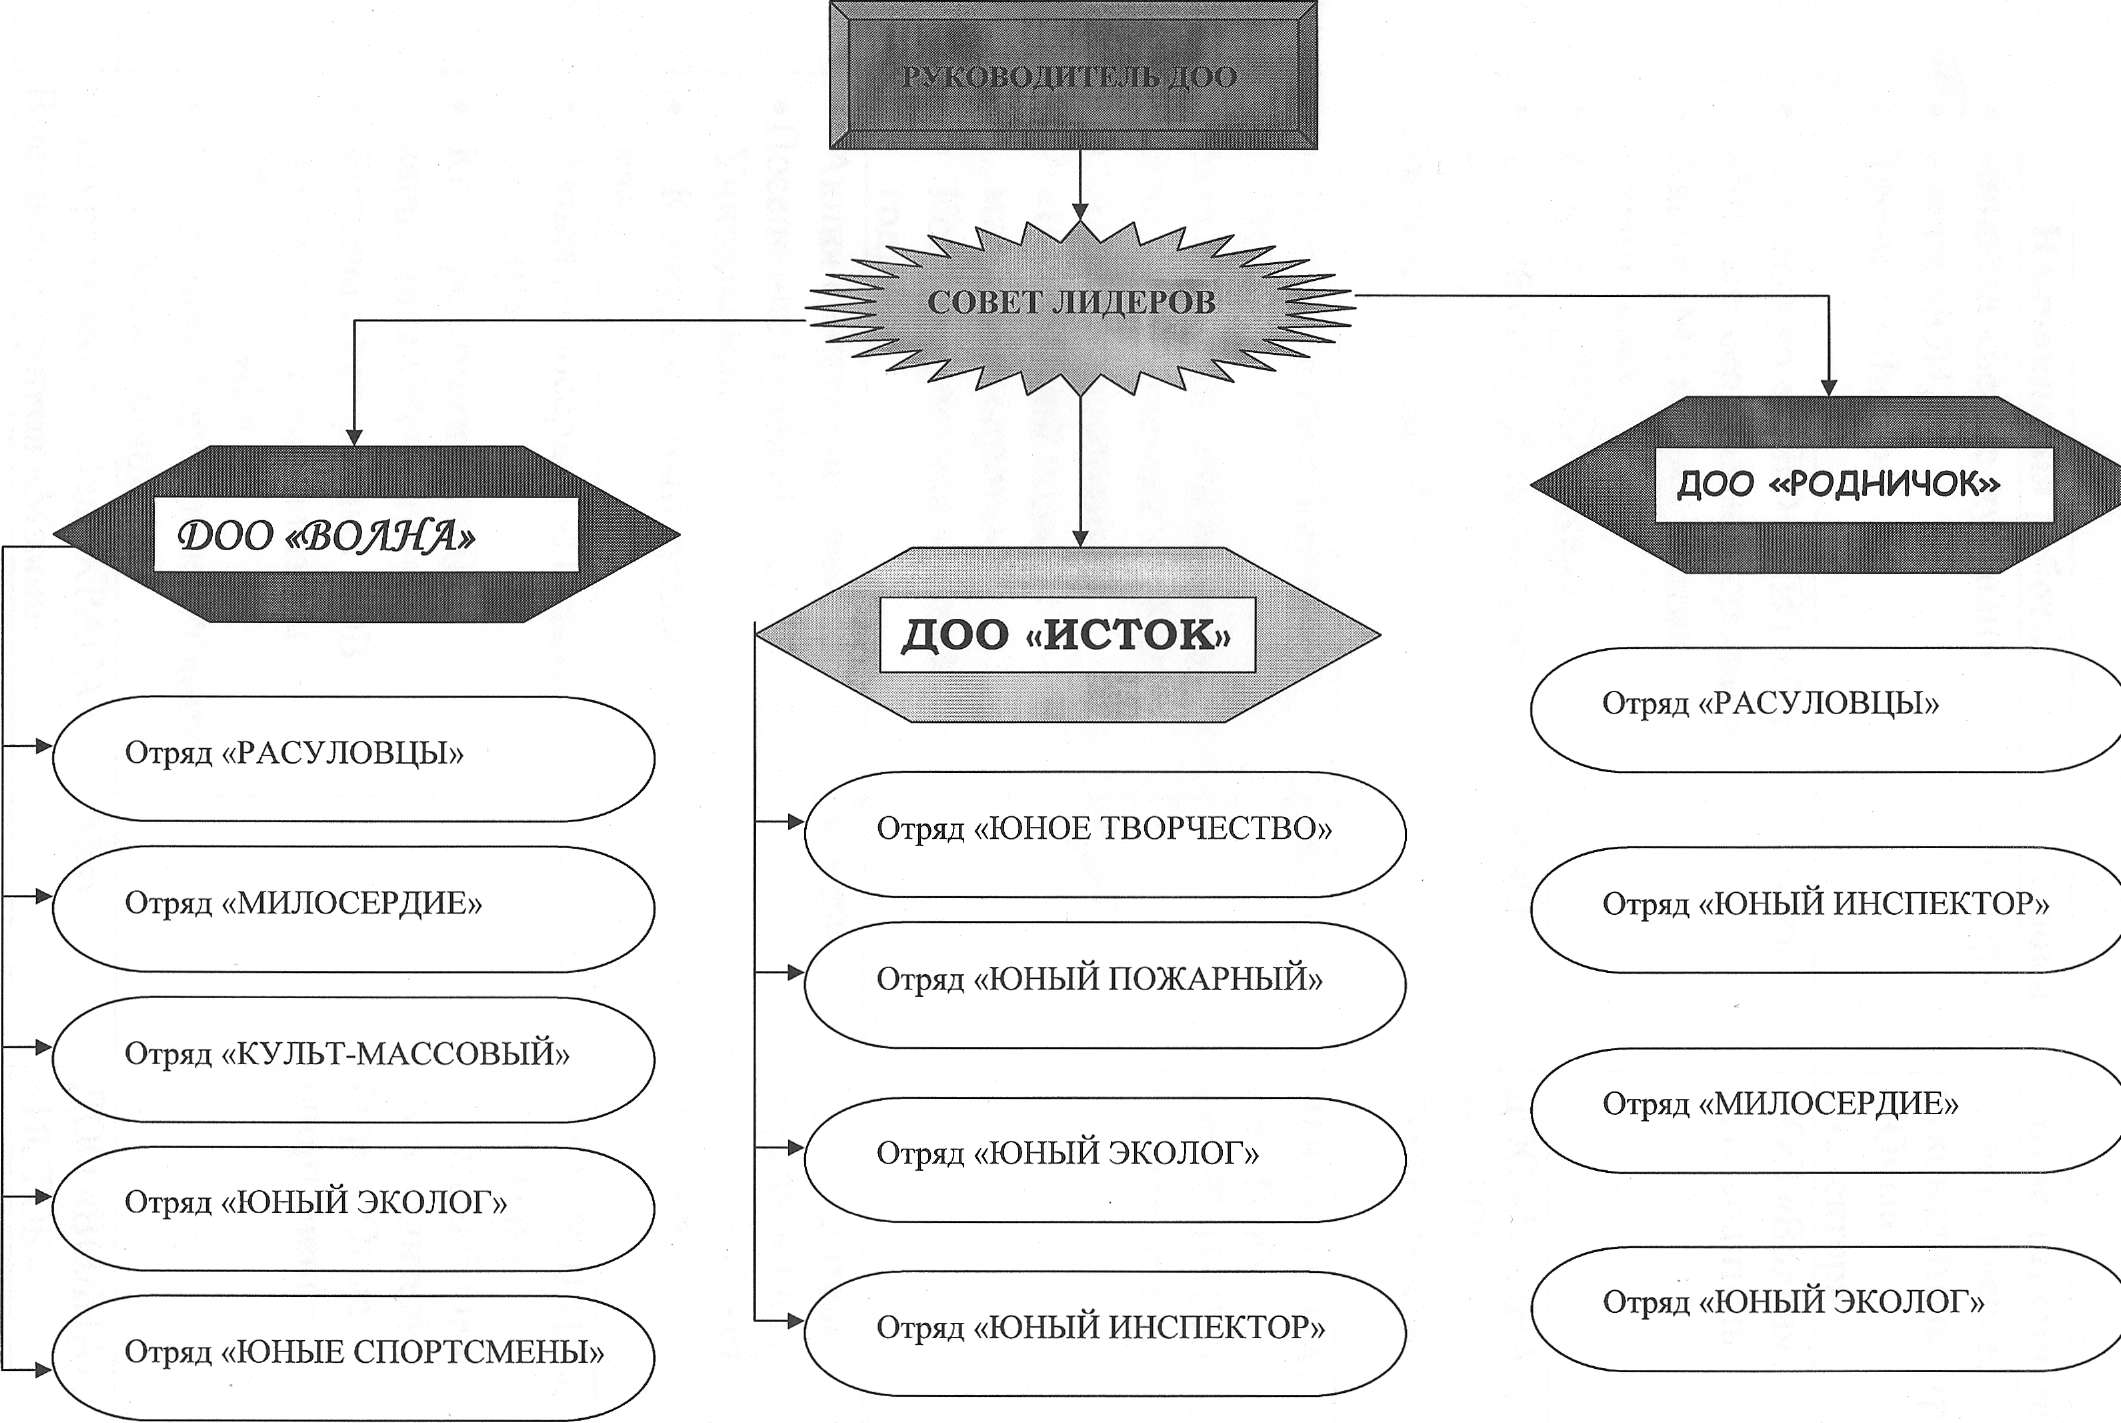 РУКОВОДИТЕЛЬ ДОО
СОВЕТ ЛИДЕРОВ
ДОО «ВОЛНА»
Отряд «РАСУЛОВЦЫ»
Отряд «МИЛОСЕРДИЕ»
Отряд «КУЛЬТ-МАССОВЫЙ»
Отряд «ЮНЫЙ ЭКОЛОГ»
Отряд «ЮНЫЕ СПОРТСМЕНЫ»
ДОО «ИСТОК»
Отряд «ЮНОЕ ТВОРЧЕСТВО»
Отряд «ЮНЫЙ ПОЖАРНЫЙ»
Отряд «ЮНЫЙ ЭКОЛОГ»
Отряд «ЮНЫЙ ИНСПЕКТОР»
ДОО «РОДНИЧОК»
Отряд «РАСУЛОВЦЫ»
Отряд «ЮНЫЙ ИНСПЕКТОР»
Отряд «МИЛОСЕРДИЕ»
Отряд «ЮНЫЙ ЭКОЛОГ»